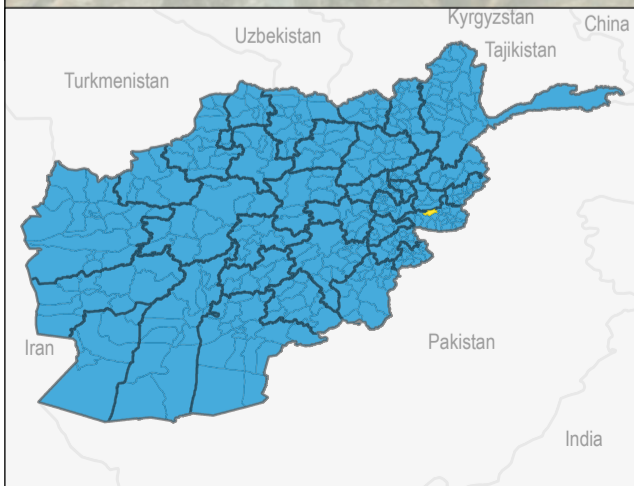 Kyrgyzstan
China
Uzbekistan
Tajikistan
Turkmenistan
Iran
Pakistan
India